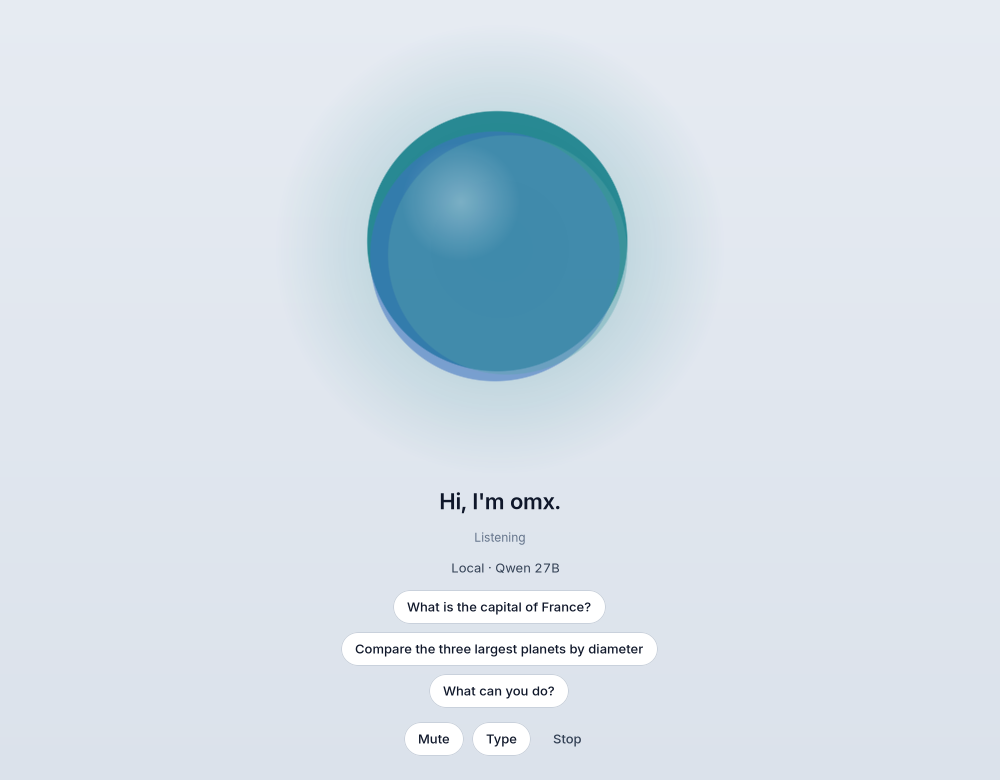 Hi, I'm omx.
Listening
Local · Qwen 27B
What is the capital of France?
Compare the three largest planets by diameter
What can you do?
Mute Type Stop